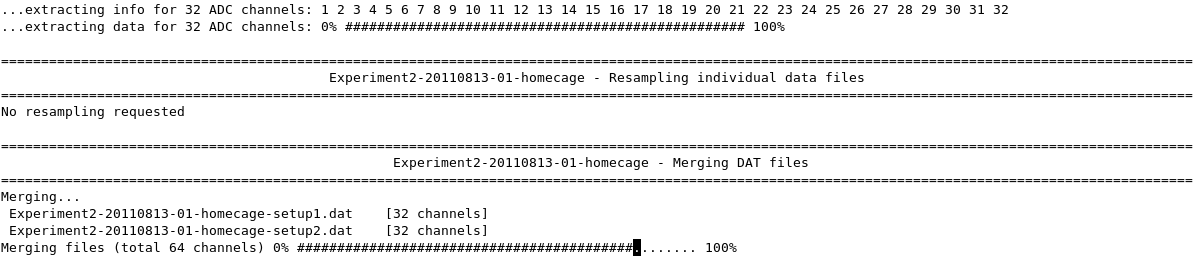 ...extracting info for 32 ADC channels: 1 2 3 4 5 6 7 8 9 10 11 12 13 14 15 16 17 18 19 20 21 22 23 24 25 26 27 28 29 30 31 32
...extracting data for 32 ADC channels: 0% ################################################## 100%
=====================================================================================================================================================
Experiment2-20110813-01-homecage - Resampling individual data files
=====================================================================================================================================================
No resampling requested
=====================================================================================================================================================
Experiment2-20110813-01-homecage - Merging DAT files
=====================================================================================================================================================
Merging...
Experiment2-20110813-01-homecage-setup1.dat    [32 channels]
Experiment2-20110813-01-homecage-setup2.dat    [32 channels]
Merging files (total 64 channels) 0% ##########################################........ 100%